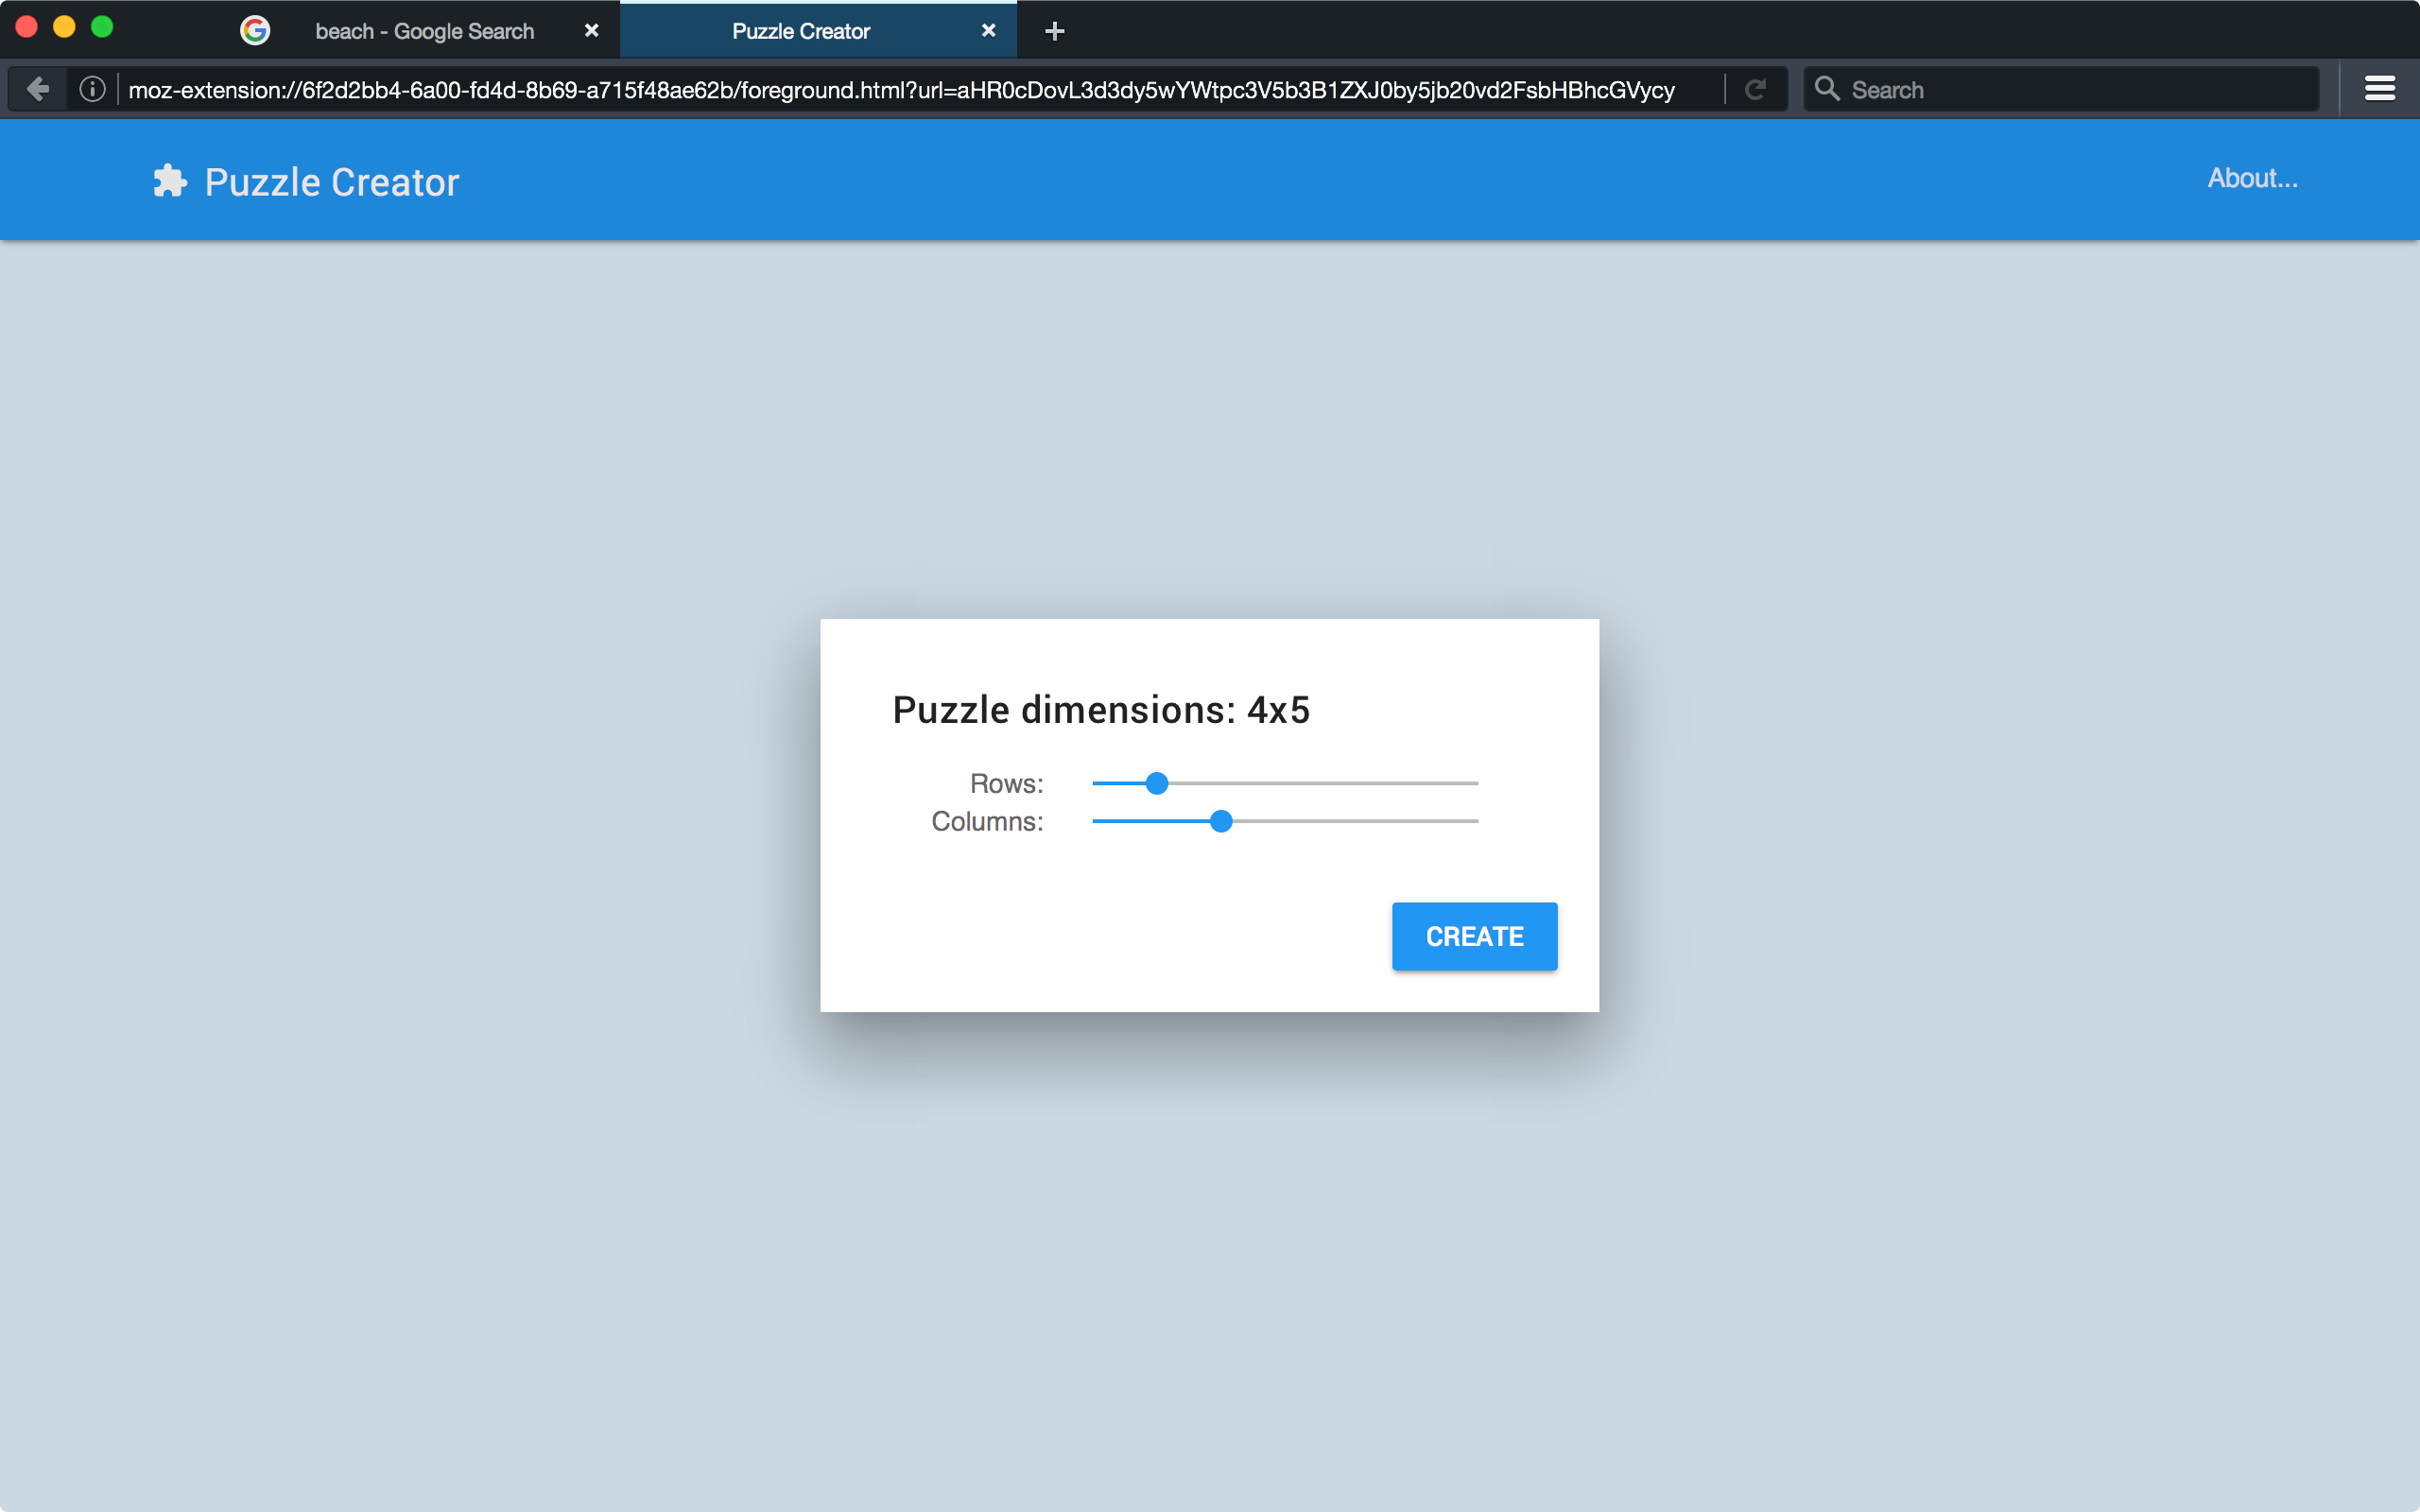 beach - Google Search
Puzzle Creator
moz-extension://6f2d2bb4-6a00-fd4d-8b69-a715f48ae62b/foreground.html?url=aHR0cDovL3d3dy5wYWtpc3V5b3B1ZXJ0by5jb20vd2FsbHBhcGVycy
Search
Puzzle Creator
About...
Puzzle dimensions: 4x5
Rows:
Columns:
CREATE